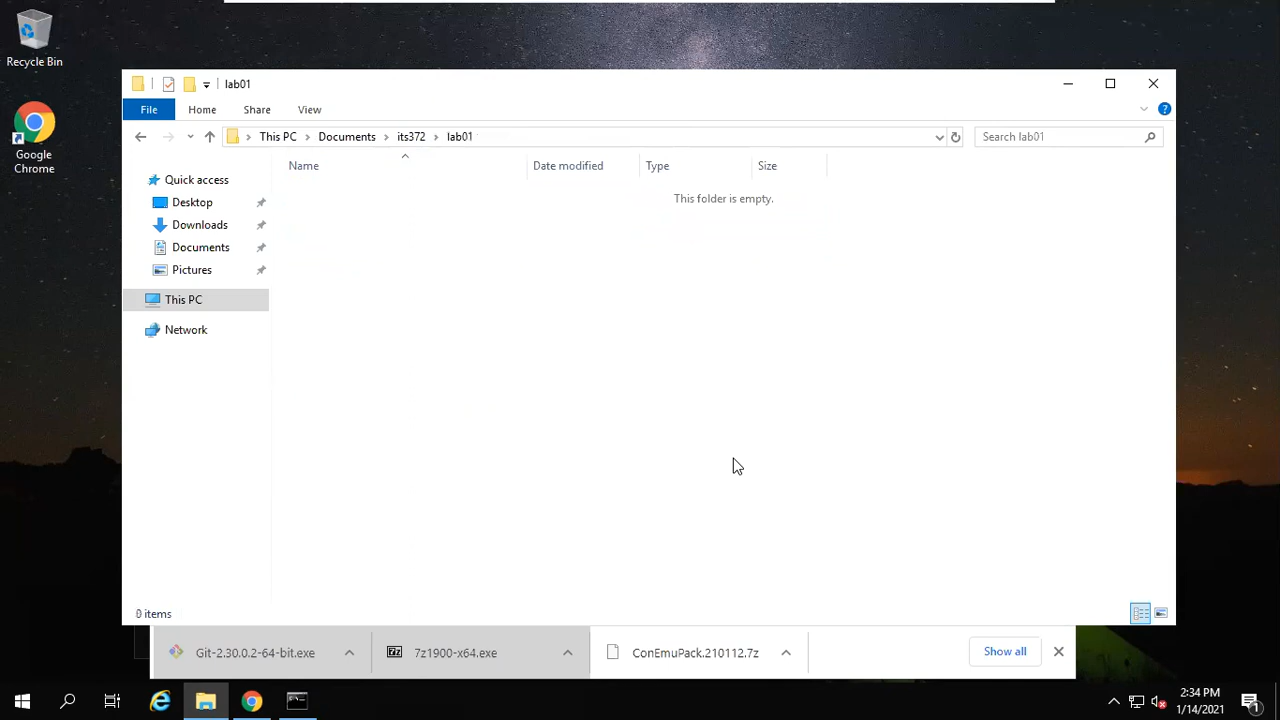 Recycle Bin
Google
Chrome
lab01
File
Home
Share
View
This PC
Documents
its372
lab01
Search lab01
Name
Date modified
Type
Size
This folder is empty.
Quick access
Desktop
Downloads
Documents
Pictures
This PC
Network
0 items
Git-2.30.0.2-64-bit.exe
7z1900-x64.exe
ConEmuPack.210112.7z
Show all
2:34 PM
1/14/2021
1